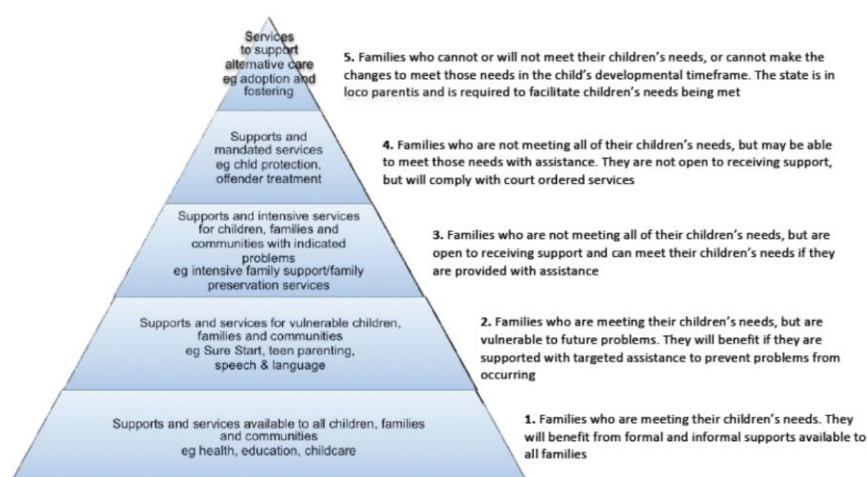 Services
to support
alternative care
eg adoption and
fostering
5. Families who cannot or will not meet their children's needs, or cannot make the
changes to meet those needs in the child's developmental timeframe. The state is in
loco parentis and is required to facilitate children's needs being met
Supports and
mandated services
eg child protection,
offender treatment
4. Families who are not meeting all of their children's needs, but may be able
to meet those needs with assistance. They are not open to receiving support,
but will comply with court ordered services
Supports and intensive services
for children, families and
communities with indicated
problems
eg intensive family support/family
preservation services
3. Families who are not meeting all of their children's needs, but are
open to receiving support and can meet their children's needs if they
are provided with assistance
Supports and services for vulnerable children,
families and communities
eg Sure Start, teen parenting,
speech & language
2. Families who are meeting their children's needs, but are
vulnerable to future problems. They will benefit if they are
supported with targeted assistance to prevent problems from
occurring
Supports and services available to all children, families
and communities
eg health, education, childcare
1. Families who are meeting their children's needs. They
will benefit from formal and informal supports available to
all families